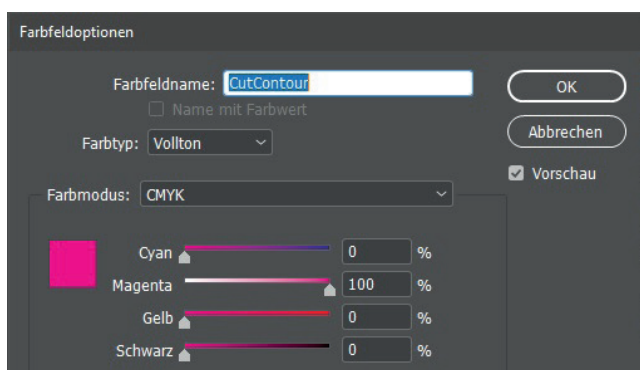 Farbfeldoptionen
Farbfeldname: CutContour
OK
Name mit Farbwert
Abbrechen
Farbtyp: Vollton
Vorschau
Farbmodus: CMYK
Cyan 0 %
Magenta 100 %
Gelb 0 %
Schwarz 0 %